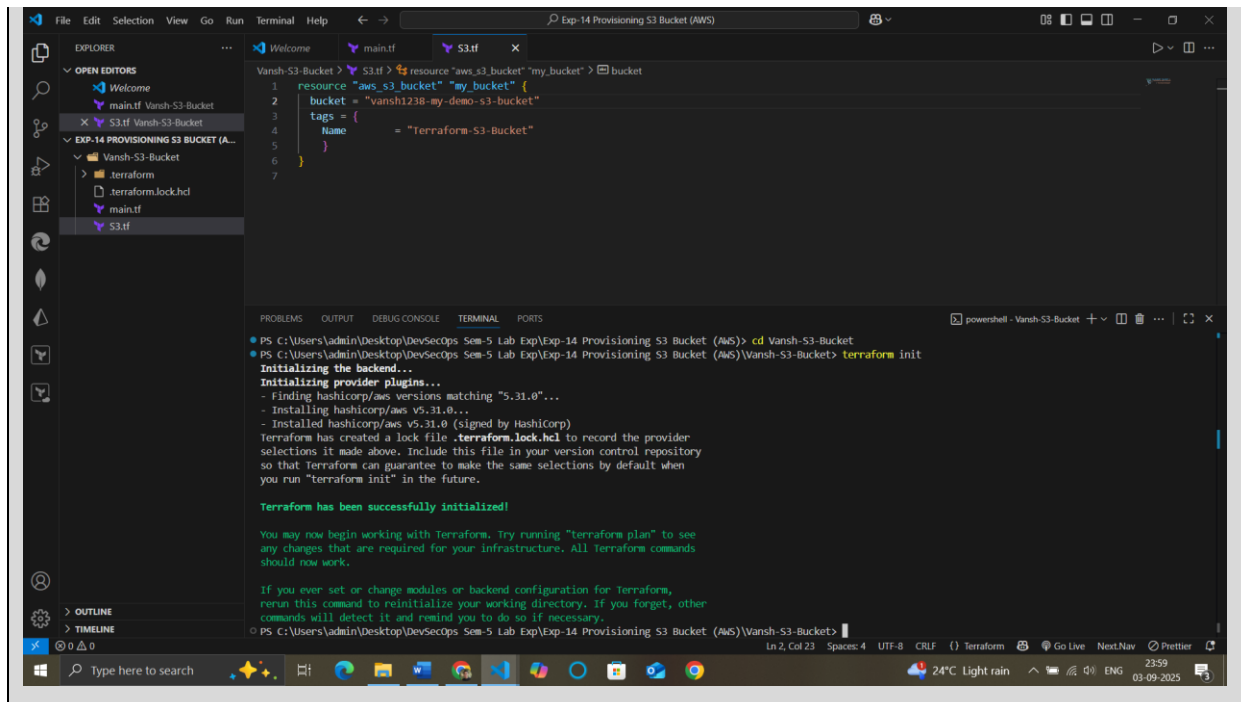 File Edit Selection View Go Run Terminal Help
Exp-14 Provisioning S3 Bucket (AWS)
EXPLORER
OPEN EDITORS
Welcome
main.tf Vansh-S3-Bucket
S3.tf Vansh-S3-Bucket
EXP-14 PROVISIONING S3 BUCKET (A...
Vansh-S3-Bucket
.terraform
.terraform.lock.hcl
main.tf
S3.tf
OUTLINE
TIMELINE
Welcome main.tf S3.tf
Vansh-S3-Bucket > S3.tf > resource "aws_s3_bucket" "my_bucket" > bucket
1 resource "aws_s3_bucket" "my_bucket" {
2 bucket = "vansh1238-my-demo-s3-bucket"
3 tags = {
4 Name = "Terraform-S3-Bucket"
5 }
6 }
7
PROBLEMS OUTPUT DEBUG CONSOLE TERMINAL PORTS
powershell - Vansh-S3-Bucket
PS C:\Users\admin\Desktop\DevSecOps Sem-5 Lab Exp\Exp-14 Provisioning S3 Bucket (AWS)> cd Vansh-S3-Bucket
PS C:\Users\admin\Desktop\DevSecOps Sem-5 Lab Exp\Exp-14 Provisioning S3 Bucket (AWS)\Vansh-S3-Bucket> terraform init
Initializing the backend...
Initializing provider plugins...
- Finding hashicorp/aws versions matching "5.31.0"...
- Installing hashicorp/aws v5.31.0...
- Installed hashicorp/aws v5.31.0 (signed by HashiCorp)
Terraform has created a lock file .terraform.lock.hcl to record the provider
selections it made above. Include this file in your version control repository
so that Terraform can guarantee to make the same selections by default when
you run "terraform init" in the future.
Terraform has been successfully initialized!
You may now begin working with Terraform. Try running "terraform plan" to see
any changes that are required for your infrastructure. All Terraform commands
should now work.
If you ever set or change modules or backend configuration for Terraform,
rerun this command to reinitialize your working directory. If you forget, other
commands will detect it and remind you to do so if necessary.
PS C:\Users\admin\Desktop\DevSecOps Sem-5 Lab Exp\Exp-14 Provisioning S3 Bucket (AWS)\Vansh-S3-Bucket>
0 0 Ln 2, Col 23 Spaces: 4 UTF-8 CRLF {} Terraform Go Live Next.Nav Prettier
Type here to search
24°C Light rain ENG
23:59
03-09-2025
3